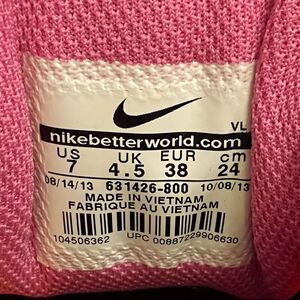 VL
nikebetterworld.com
US UK EUR cm
7 4.5 38 24
08/14/13 631426-800 10/08/13
MADE IN VIETNAM
FABRIQUE AU VIETNAM
104506362 UPC 00887229906630